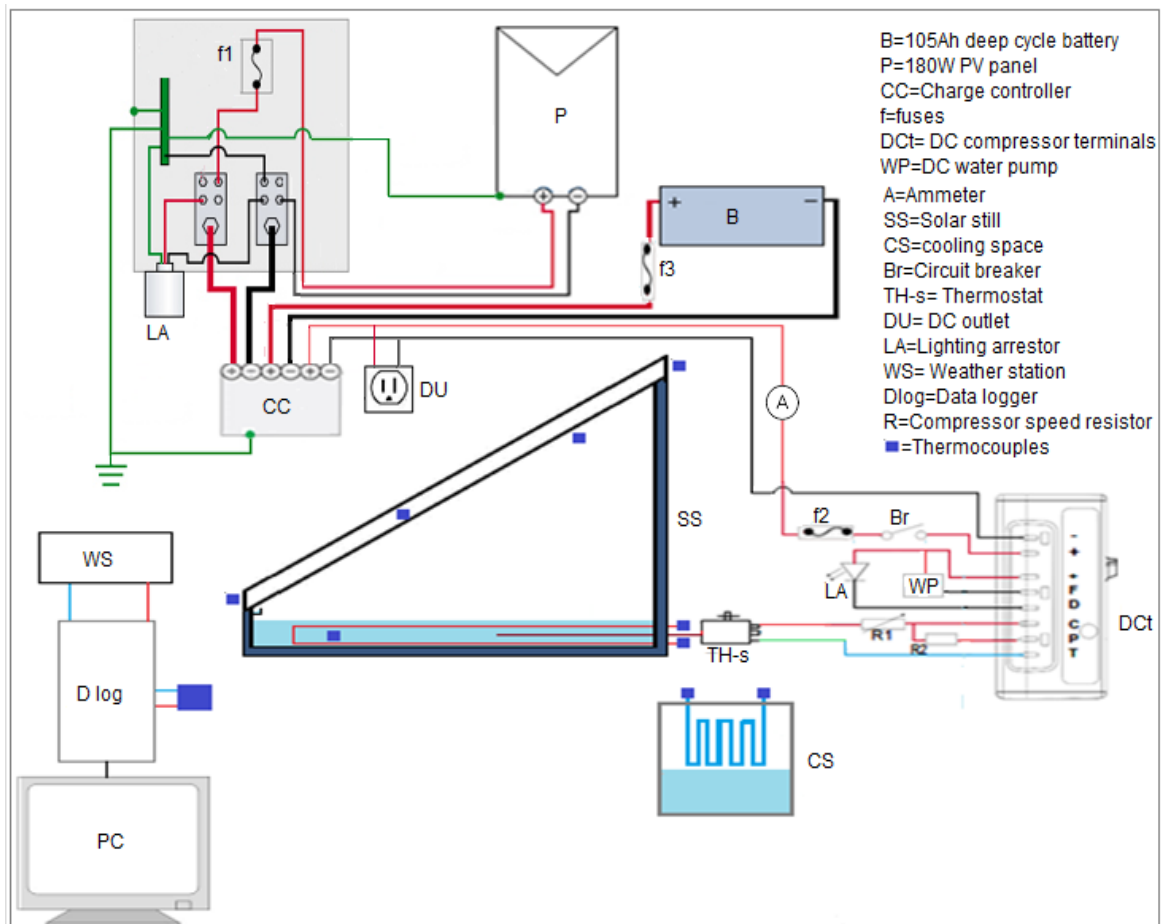 f1
P
+ −
B=105Ah deep cycle battery
P=180W PV panel
CC=Charge controller
f=fuses
DCt= DC compressor terminals
WP=DC water pump
A=Ammeter
SS=Solar still
CS=cooling space
Br=Circuit breaker
TH-s= Thermostat
DU= DC outlet
LA=Lighting arrestor
WS= Weather station
Dlog=Data logger
R=Compressor speed resistor
=Thermocouples
+ B −
f3
LA
+ − + − + −
CC
DU
A
SS
f2
Br
WS
LA
WP
-
+
+
F
D
C
P
T
R1
R2
DCt
TH-s
D log
CS
PC